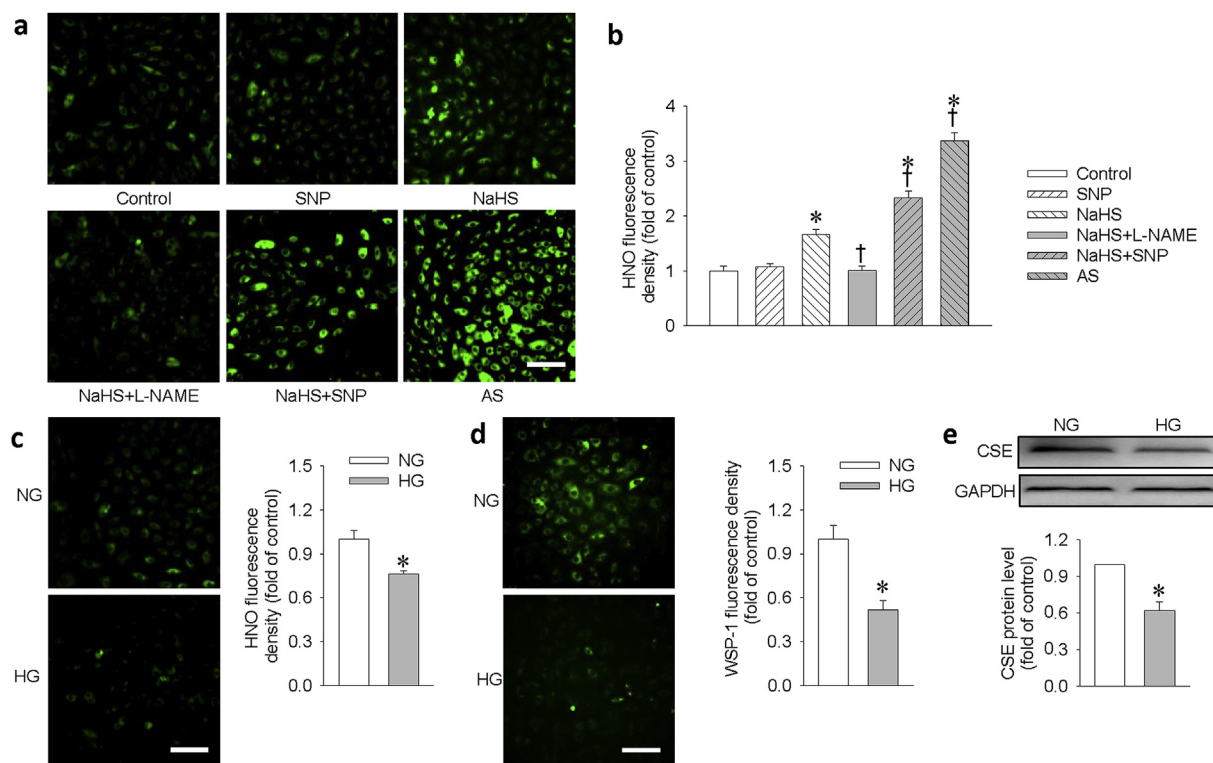 a
Control
SNP
NaHS
NaHS+L-NAME
NaHS+SNP
AS
b
HNO fluorescence
density (fold of control)
4
3
2
1
0
*
†
*
†
*
†
Control
SNP
NaHS
NaHS+L-NAME
NaHS+SNP
AS
c
NG
HG
HNO fluorescence
density (fold of control)
1.5
1.2
0.9
0.6
0.3
0.0
NG
HG
*
d
NG
HG
WSP-1 fluorescence density
(fold of control)
1.5
1.2
0.9
0.6
0.3
0.0
NG
HG
*
e
NG HG
CSE
GAPDH
CSE protein level
(fold of control)
1.2
0.9
0.6
0.3
0.0
*